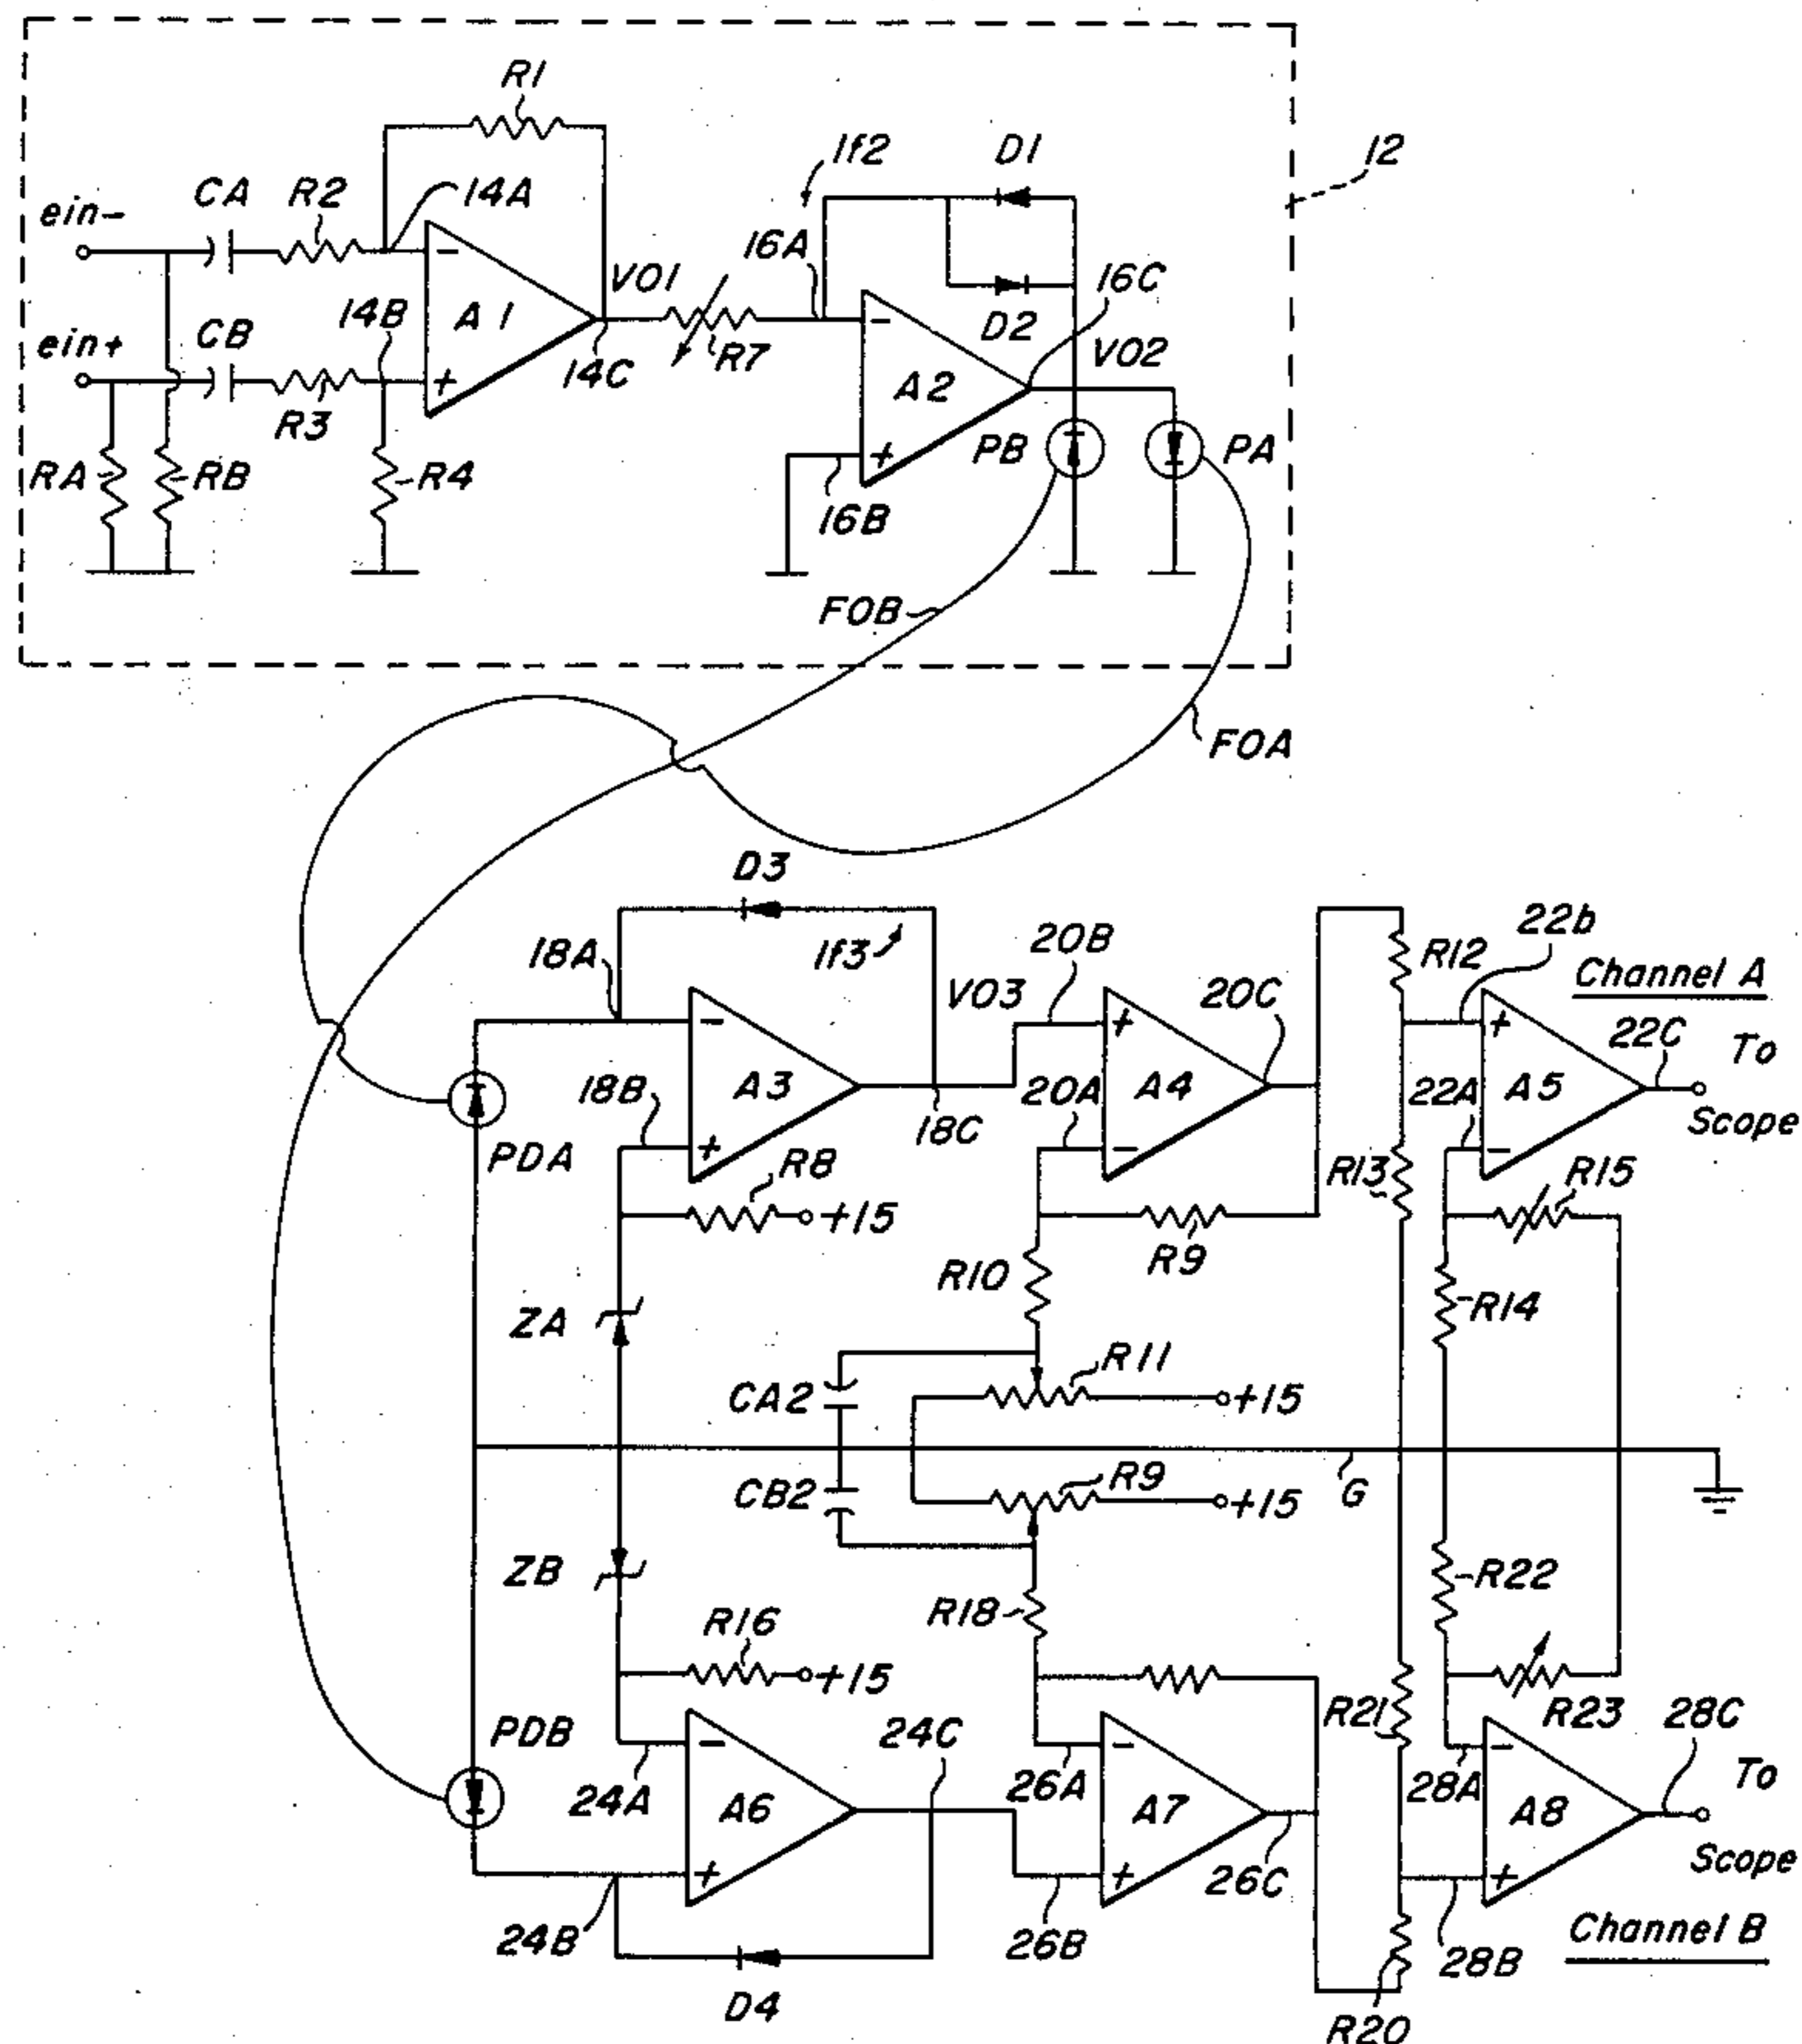 R1
1f2
D1
12
CA
R2
14A
ein-
16A
16C
VO1
14B
A1
CB
ein+
D2
VO2
R7
14C
A2
R3
PB
PA
RA
RB
R4
16B
FOB
FOA
D3
22b
20B
R12
18A
1f3
Channel A
VO3
20C
22C
To
18B
A3
20A
A4
22A
A5
Scope
18C
PDA
R8
R13
R15
+15
R9
R10
R14
ZA
R11
CA2
+15
R9
CB2
+15
G
ZB
R22
R18
R16
+15
PDB
24C
R21
R23
28C
To
24A
A6
26A
A7
28A
A8
Scope
26C
24B
26B
28B
Channel B
D4
R20